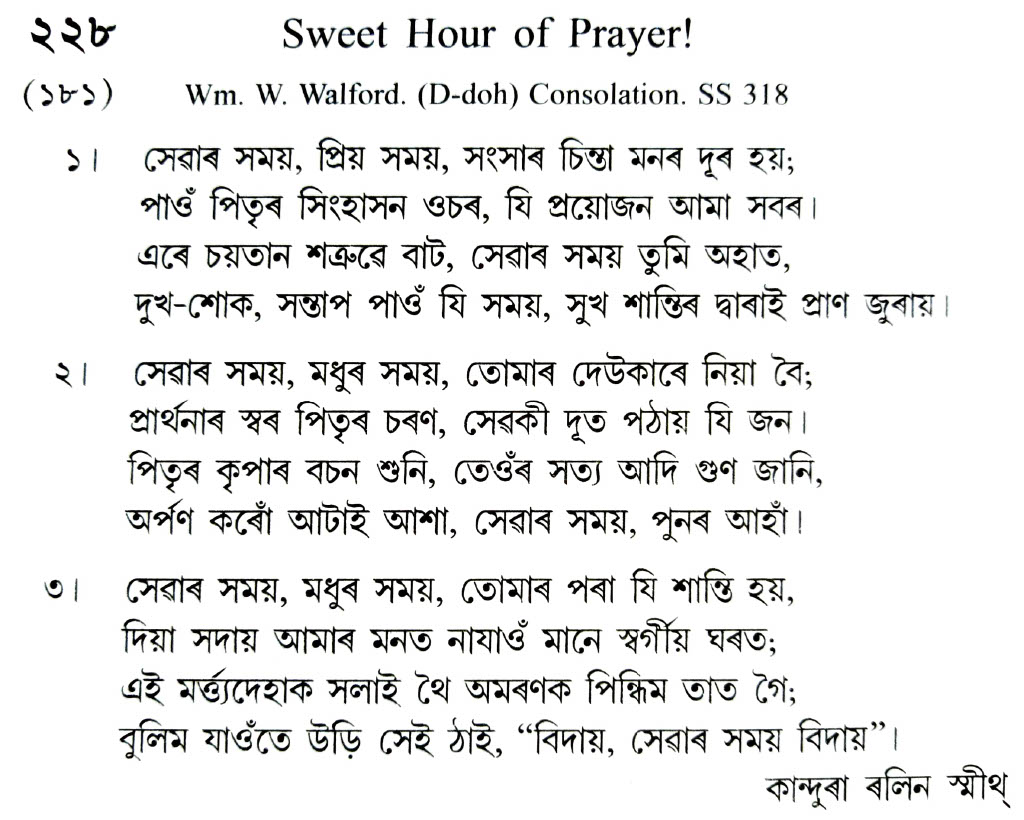 ২২৮ Sweet Hour of Prayer!
(১৮১) Wm. W. Walford. (D-doh) Consolation. SS 318
১। সেৱাৰ সময়, প্ৰিয় সময়, সংসাৰ চিন্তা মনৰ দূৰ হয়;
পাওঁ পিতৃৰ সিংহাসন ওচৰ, যি প্ৰয়োজন আমা সবৰ।
এৰে চয়তান শত্ৰুৱে বাট, সেৱাৰ সময় তুমি অহাত,
দুখ-শোক, সন্তাপ পাওঁ যি সময়, সুখ শান্তিৰ দ্বাৰাই প্ৰাণ জুৰায়।
২। সেৱাৰ সময়, মধুৰ সময়, তোমাৰ দেউকাৰে নিয়া বৈ;
প্ৰাৰ্থনাৰ স্বৰ পিতৃৰ চৰণ, সেৱকী দূত পঠায় যি জন।
পিতৃৰ কৃপাৰ বচন শুনি, তেওঁৰ সত্য আদি গুণ জানি,
অৰ্পণ কৰোঁ আটাই আশা, সেৱাৰ সময়, পুনৰ আহাঁ।
৩। সেৱাৰ সময়, মধুৰ সময়, তোমাৰ পৰা যি শান্তি হয়,
দিয়া সদায় আমাৰ মনত নাযাওঁ মানে স্বৰ্গীয় ঘৰত;
এই মৰ্ত্ত্যদেহাক সলাই থৈ অমৰণক পিন্ধিম তাত গৈ;
বুলিম যাওঁতে উড়ি সেই ঠাই, “বিদায়, সেৱাৰ সময় বিদায়”।
কান্দুৰা ৰলিন স্মীথ্